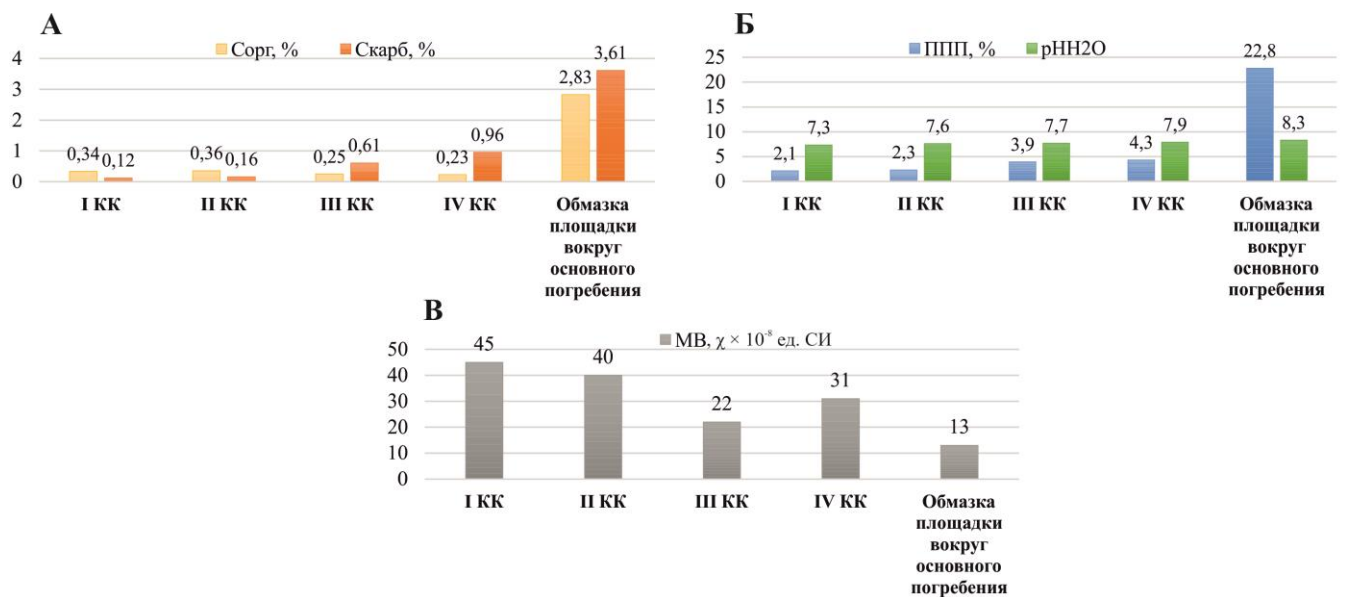 А
Сорг, % Скарб, %
4
3
2
1
0
0,34
0,12
0,36
0,16
0,25
0,61
0,23
0,96
2,83
3,61
I КК
II КК
III КК
IV КК
Обмазка
площадки
вокруг
основного
погребения
Б
ППП, % рНН2О
25
20
15
10
5
0
2,1
7,3
2,3
7,6
3,9
7,7
4,3
7,9
22,8
8,3
I КК
II КК
III КК
IV КК
Обмазка
площадки
вокруг
основного
погребения
В
МВ, χ × 10⁻⁸ ед. СИ
50
40
30
20
10
0
45
40
22
31
13
I КК
II КК
III КК
IV КК
Обмазка
площадки
вокруг
основного
погребения